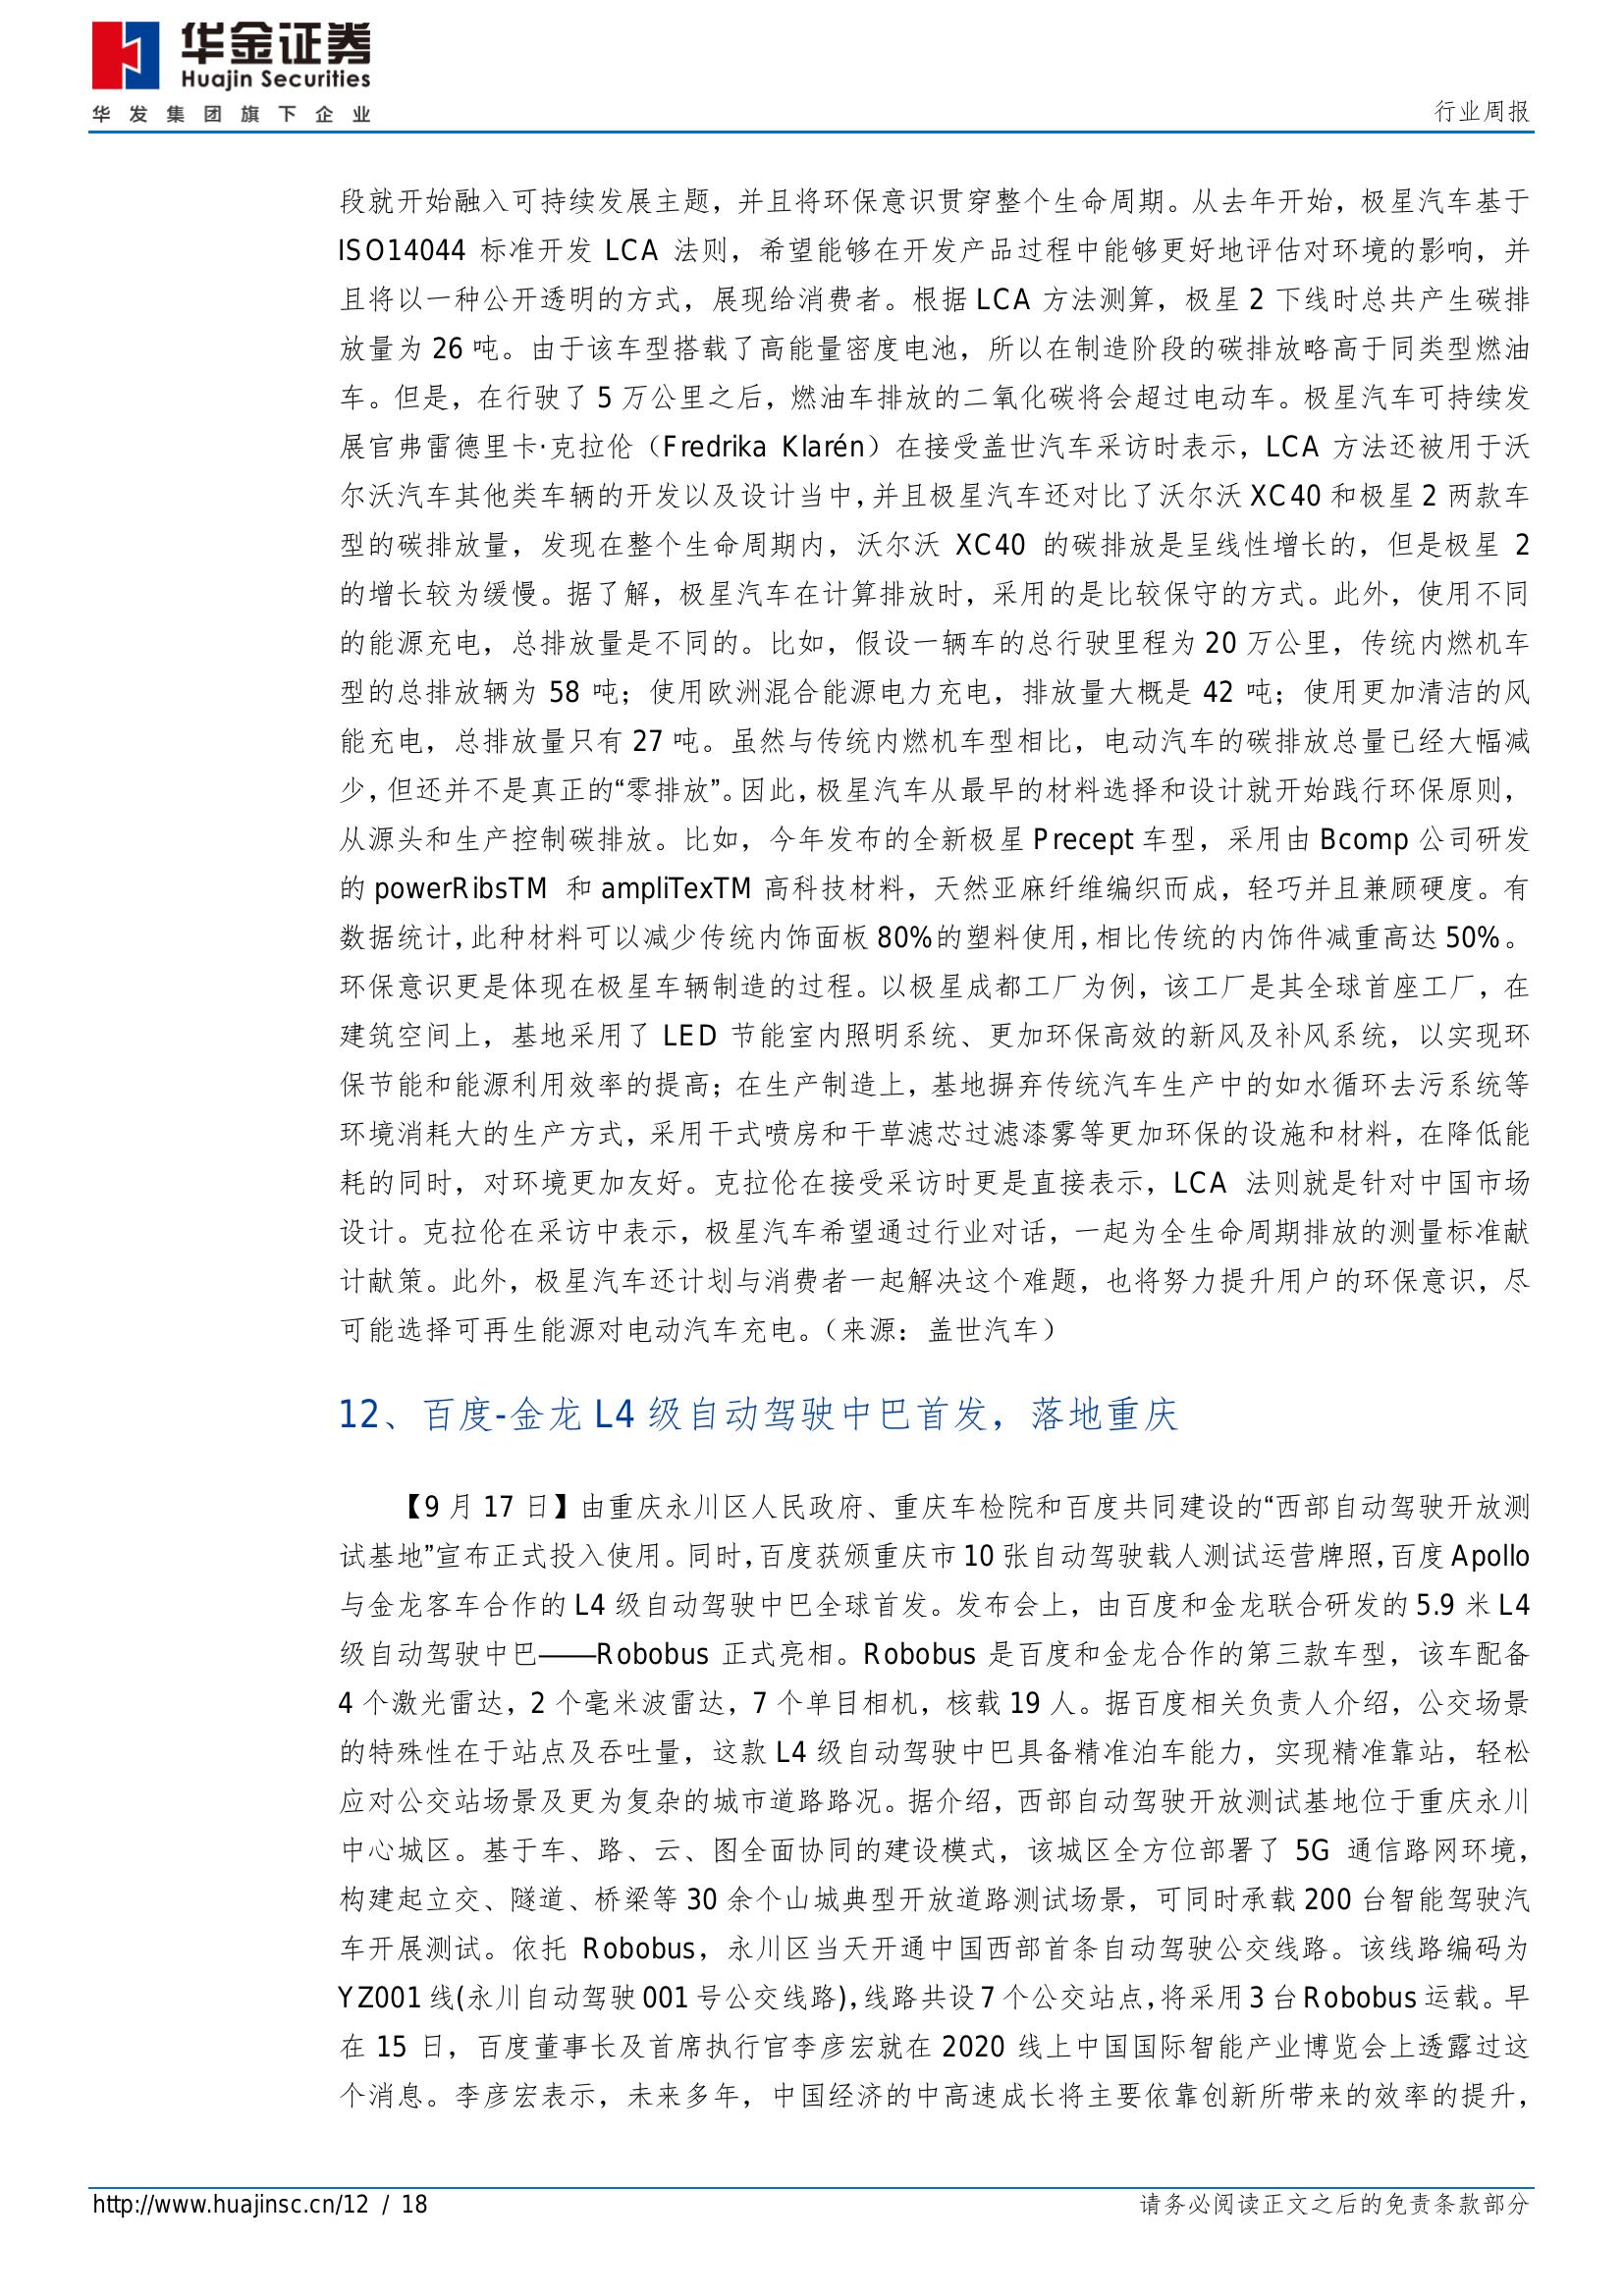 华金证券
Huajin Securities
华发集团旗下企业
行业周报
段就开始融入可持续发展主题，并且将环保意识贯穿整个生命周期。从去年开始，极星汽车基于
ISO14044 标准开发 LCA 法则，希望能够在开发产品过程中能够更好地评估对环境的影响，并
且将以一种公开透明的方式，展现给消费者。根据 LCA 方法测算，极星 2 下线时总共产生碳排
放量为 26 吨。由于该车型搭载了高能量密度电池，所以在制造阶段的碳排放略高于同类型燃油
车。但是，在行驶了 5 万公里之后，燃油车排放的二氧化碳将会超过电动车。极星汽车可持续发
展官弗雷德里卡·克拉伦（Fredrika Klarén）在接受盖世汽车采访时表示，LCA 方法还被用于沃
尔沃汽车其他类车辆的开发以及设计当中，并且极星汽车还对比了沃尔沃 XC40 和极星 2 两款车
型的碳排放量，发现在整个生命周期内，沃尔沃 XC40 的碳排放是呈线性增长的，但是极星 2
的增长较为缓慢。据了解，极星汽车在计算排放时，采用的是比较保守的方式。此外，使用不同
的能源充电，总排放量是不同的。比如，假设一辆车的总行驶里程为 20 万公里，传统内燃机车
型的总排放辆为 58 吨；使用欧洲混合能源电力充电，排放量大概是 42 吨；使用更加清洁的风
能充电，总排放量只有 27 吨。虽然与传统内燃机车型相比，电动汽车的碳排放总量已经大幅减
少，但还并不是真正的“零排放”。因此，极星汽车从最早的材料选择和设计就开始践行环保原则，
从源头和生产控制碳排放。比如，今年发布的全新极星 Precept 车型，采用由 Bcomp 公司研发
的 powerRibsTM 和 ampliTexTM 高科技材料，天然亚麻纤维编织而成，轻巧并且兼顾硬度。有
数据统计，此种材料可以减少传统内饰面板 80%的塑料使用，相比传统的内饰件减重高达 50%。
环保意识更是体现在极星车辆制造的过程。以极星成都工厂为例，该工厂是其全球首座工厂，在
建筑空间上，基地采用了 LED 节能室内照明系统、更加环保高效的新风及补风系统，以实现环
保节能和能源利用效率的提高；在生产制造上，基地摒弃传统汽车生产中的如水循环去污系统等
环境消耗大的生产方式，采用干式喷房和干草滤芯过滤漆雾等更加环保的设施和材料，在降低能
耗的同时，对环境更加友好。克拉伦在接受采访时更是直接表示，LCA 法则就是针对中国市场
设计。克拉伦在采访中表示，极星汽车希望通过行业对话，一起为全生命周期排放的测量标准献
计献策。此外，极星汽车还计划与消费者一起解决这个难题，也将努力提升用户的环保意识，尽
可能选择可再生能源对电动汽车充电。（来源：盖世汽车）
12、百度-金龙 L4 级自动驾驶中巴首发，落地重庆
【9 月 17 日】由重庆永川区人民政府、重庆车检院和百度共同建设的“西部自动驾驶开放测
试基地”宣布正式投入使用。同时，百度获颁重庆市 10 张自动驾驶载人测试运营牌照，百度 Apollo
与金龙客车合作的 L4 级自动驾驶中巴全球首发。发布会上，由百度和金龙联合研发的 5.9 米 L4
级自动驾驶中巴——Robobus 正式亮相。Robobus 是百度和金龙合作的第三款车型，该车配备
4 个激光雷达，2 个毫米波雷达，7 个单目相机，核载 19 人。据百度相关负责人介绍，公交场景
的特殊性在于站点及吞吐量，这款 L4 级自动驾驶中巴具备精准泊车能力，实现精准靠站，轻松
应对公交站场景及更为复杂的城市道路路况。据介绍，西部自动驾驶开放测试基地位于重庆永川
中心城区。基于车、路、云、图全面协同的建设模式，该城区全方位部署了 5G 通信路网环境，
构建起立交、隧道、桥梁等 30 余个山城典型开放道路测试场景，可同时承载 200 台智能驾驶汽
车开展测试。依托 Robobus，永川区当天开通中国西部首条自动驾驶公交线路。该线路编码为
YZ001 线(永川自动驾驶 001 号公交线路)，线路共设 7 个公交站点，将采用 3 台 Robobus 运载。早
在 15 日，百度董事长及首席执行官李彦宏就在 2020 线上中国国际智能产业博览会上透露过这
个消息。李彦宏表示，未来多年，中国经济的中高速成长将主要依靠创新所带来的效率的提升，
http://www.huajinsc.cn/12 / 18
请务必阅读正文之后的免责条款部分